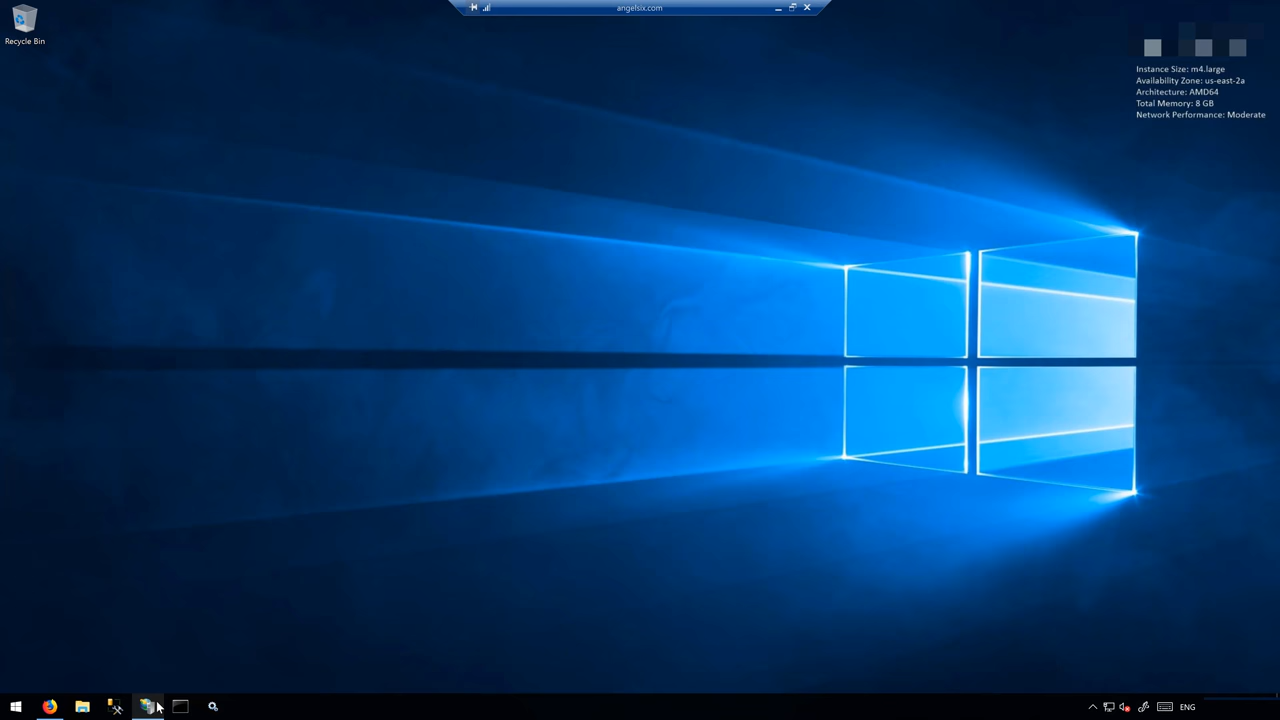 angelsix.com
Recycle Bin
Instance Size: m4.large
Availability Zone: us-east-2a
Architecture: AMD64
Total Memory: 8 GB
Network Performance: Moderate
ENG